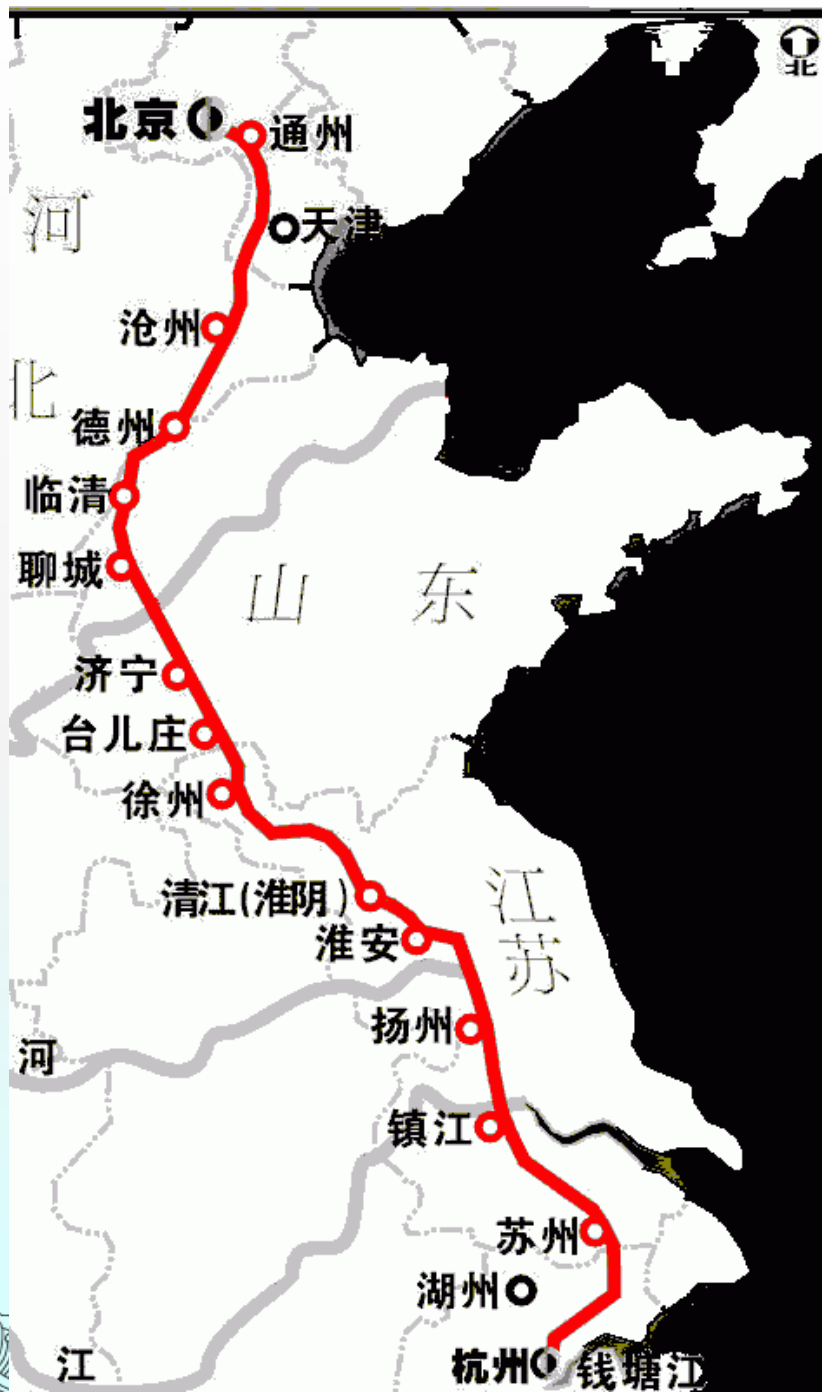 北
北京
通州
河
天津
沧州
北
德州
临清
聊城
山东
济宁
台儿庄
徐州
清江(淮阴)
江
苏
淮安
扬州
河
镇江
苏州
湖州
江
杭州
钱塘江